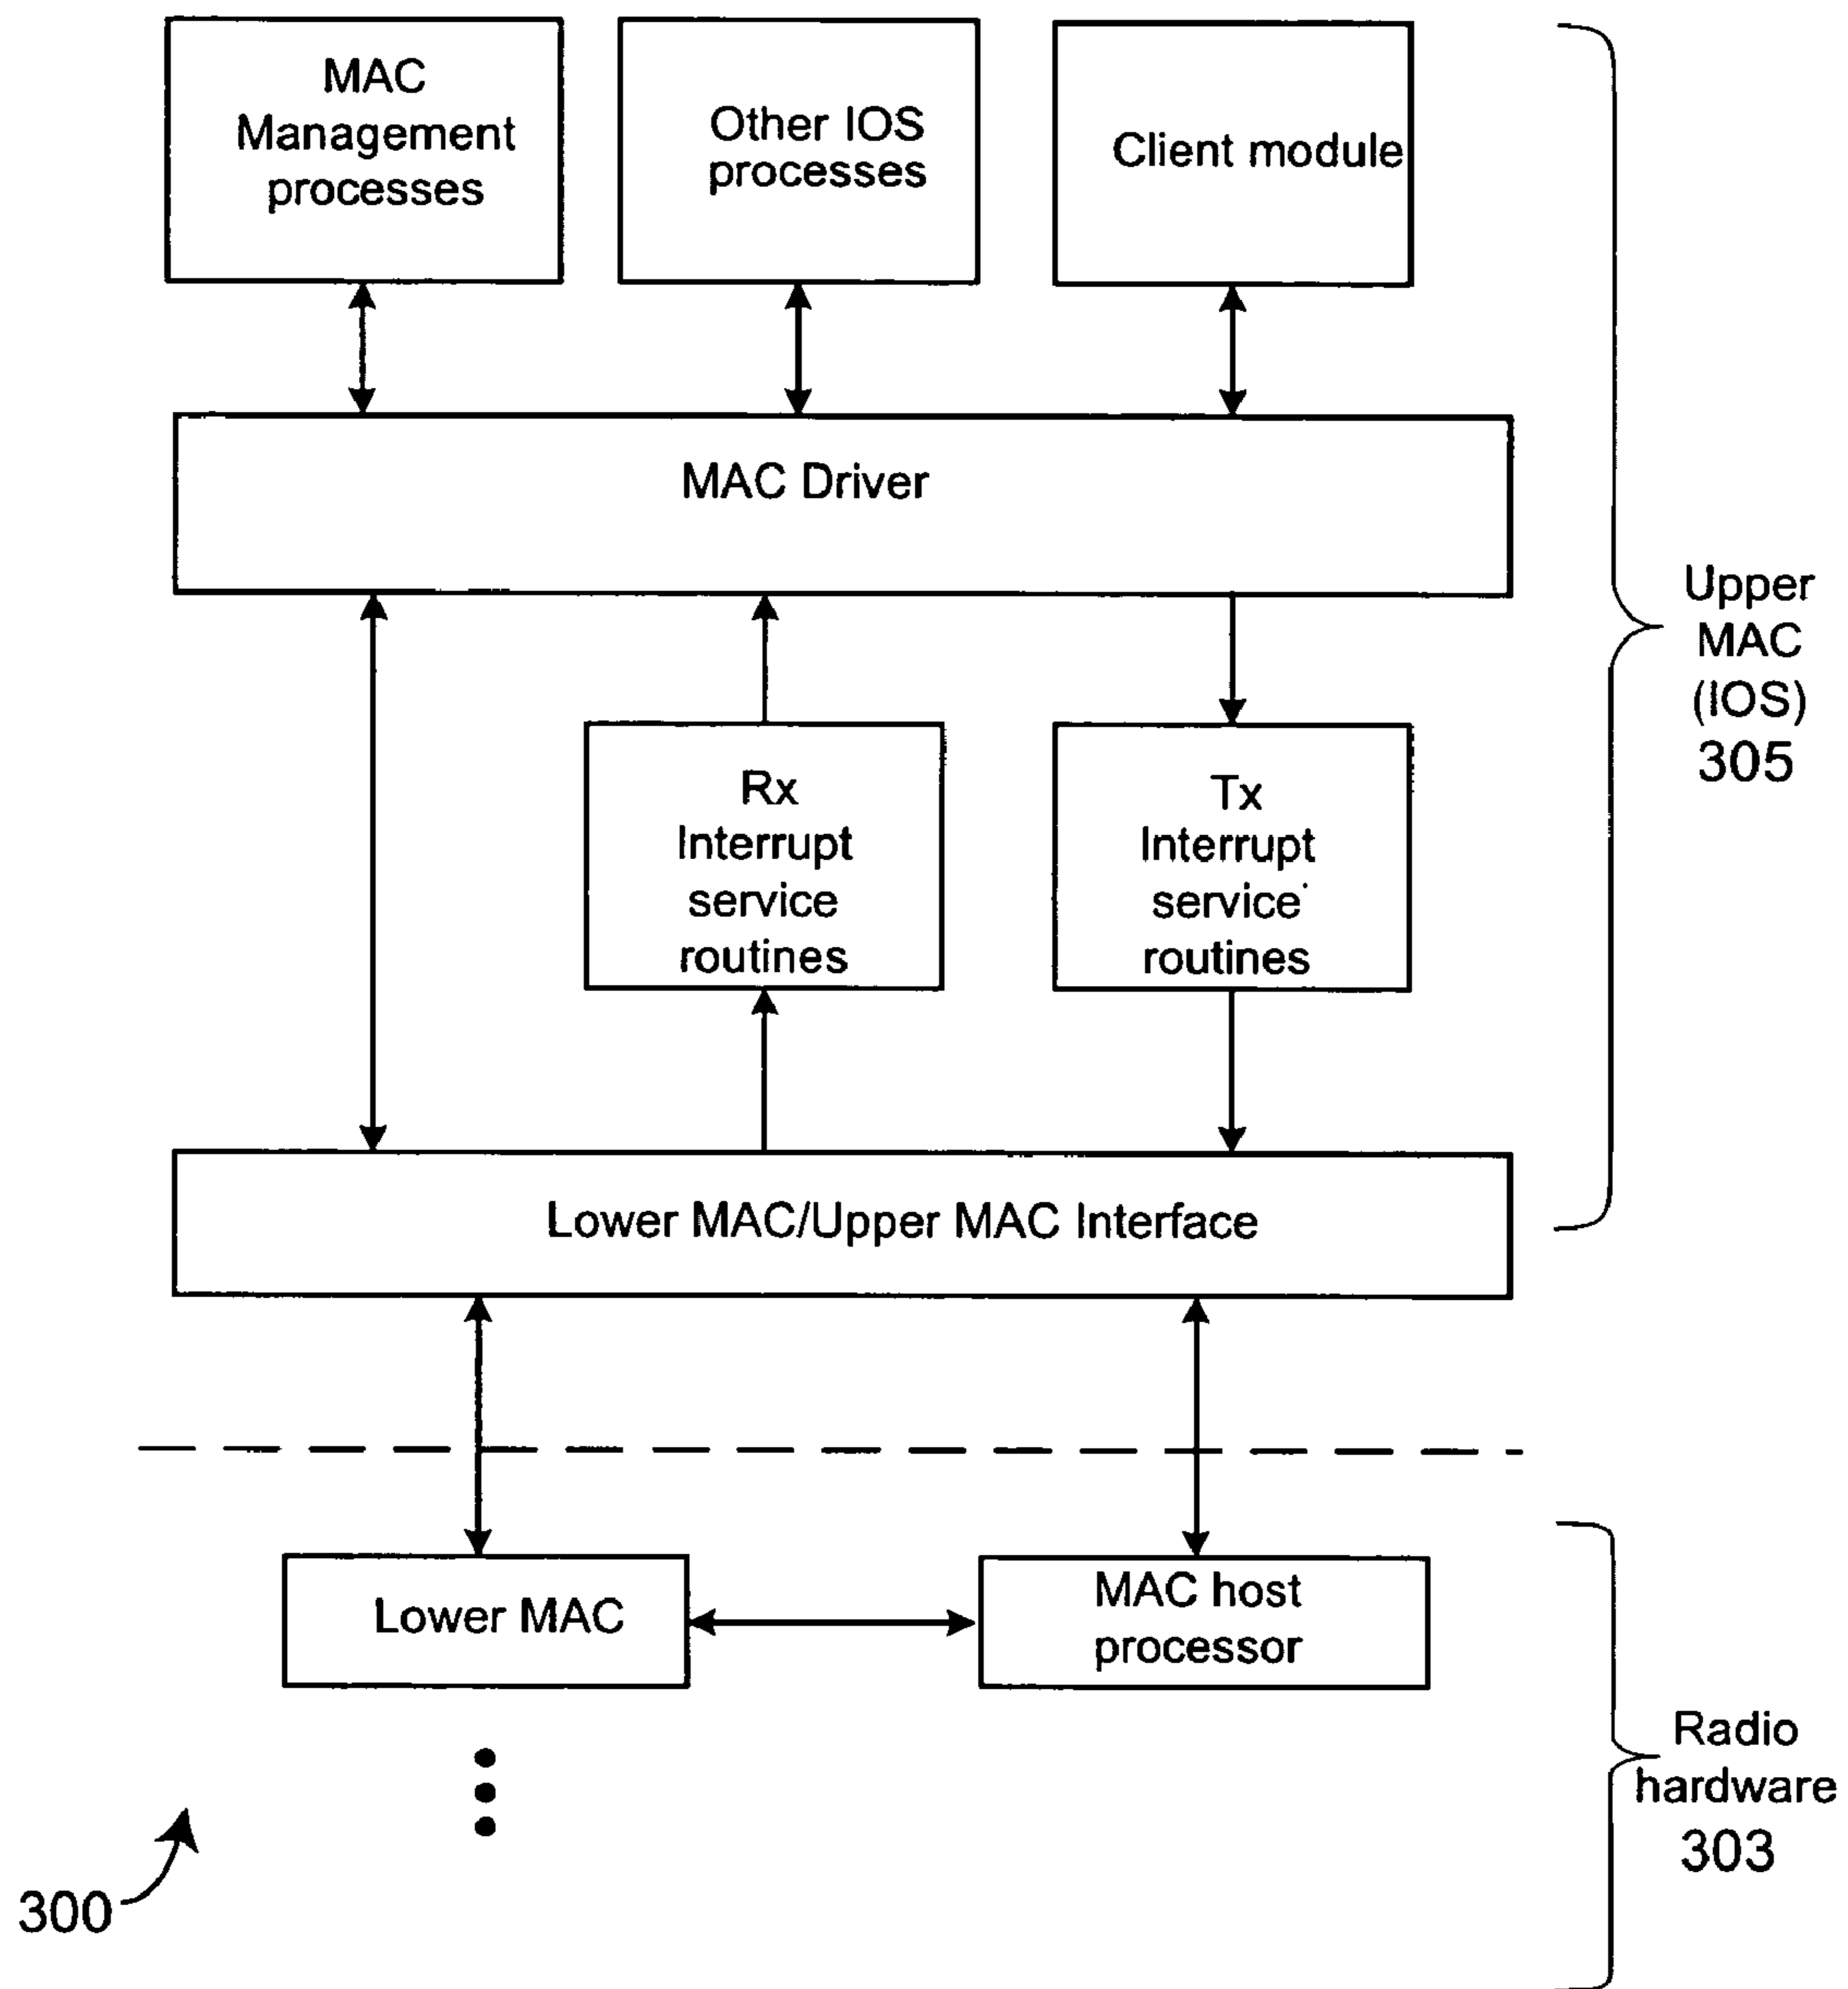 MAC
Management
processes
Other IOS
processes
Client module
MAC Driver
Upper
MAC
(IOS)
305
Rx
Interrupt
service
routines
Tx
Interrupt
service
routines
Lower MAC/Upper MAC Interface
Lower MAC
MAC host
processor
Radio
hardware
303
300